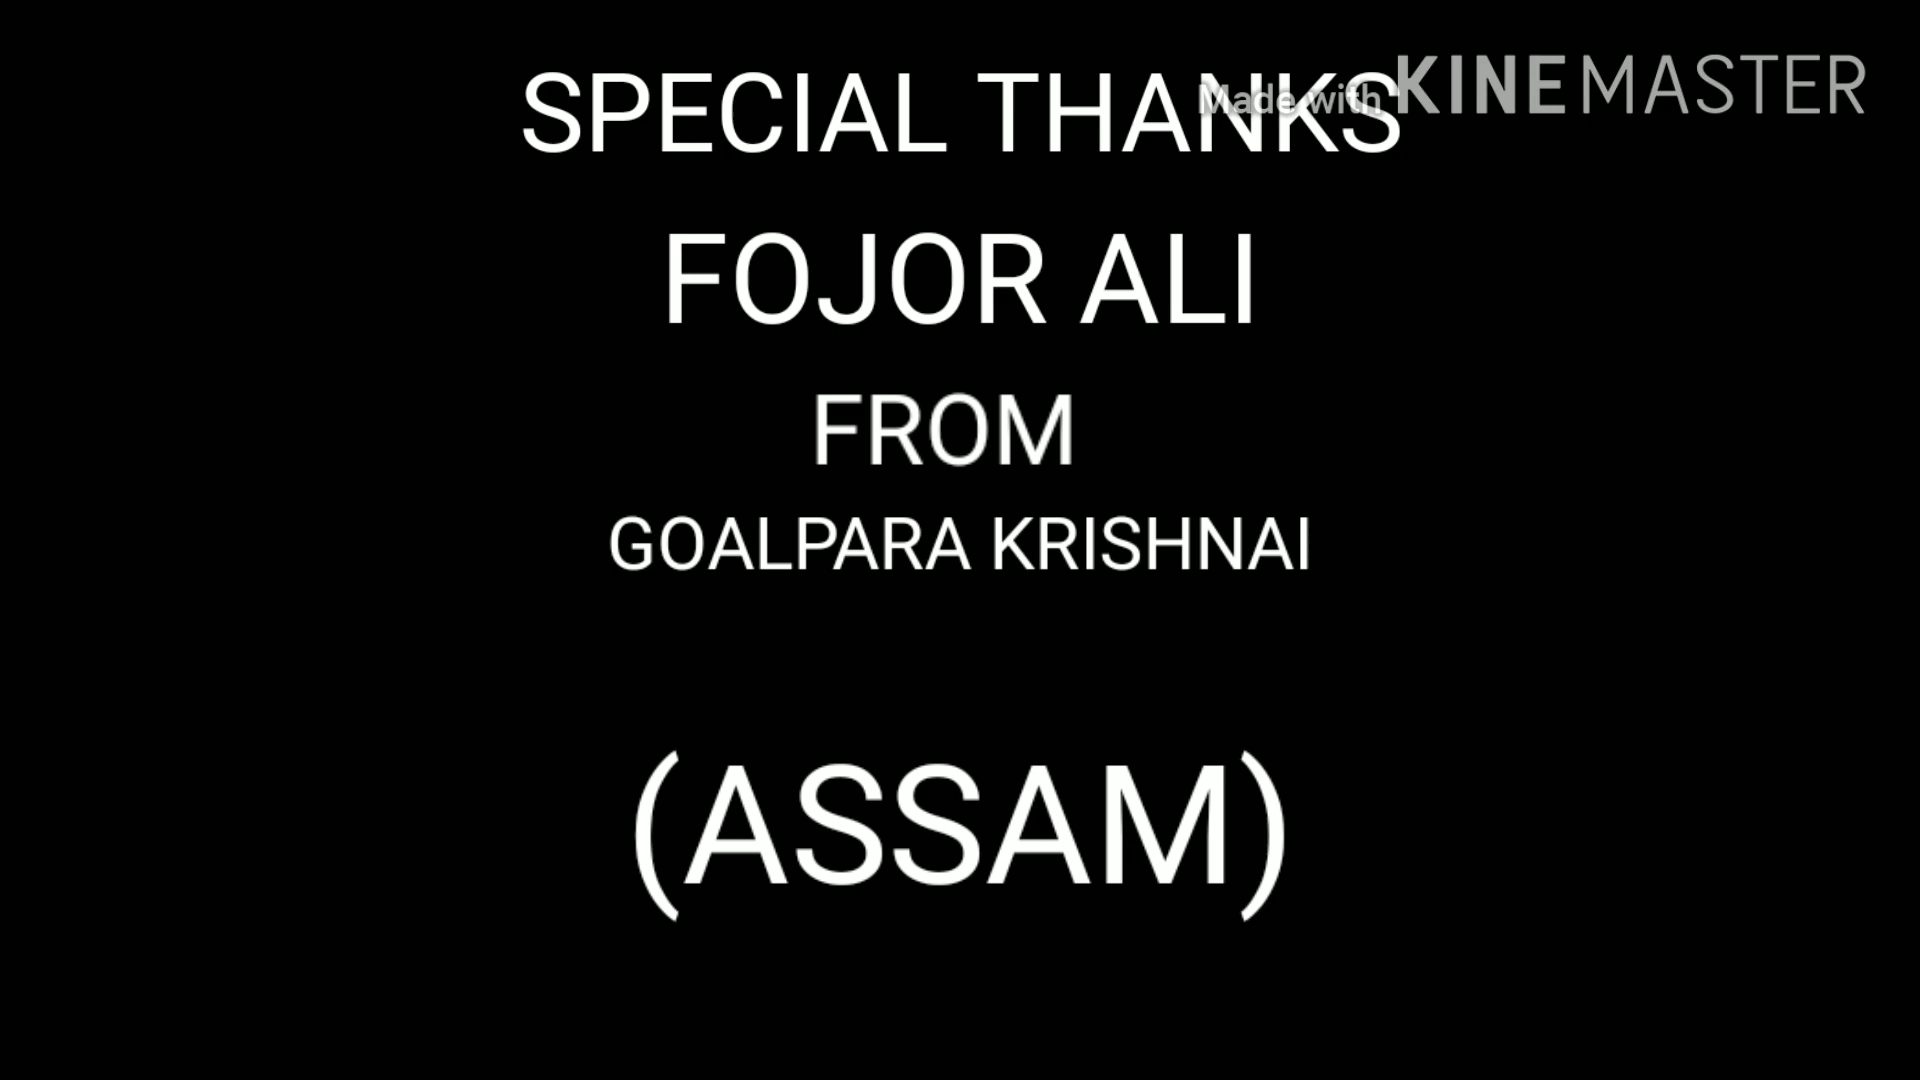 SPECIAL THANKS
Made with KINEMASTER
FOJOR ALI
FROM
GOALPARA KRISHNAI
(ASSAM)